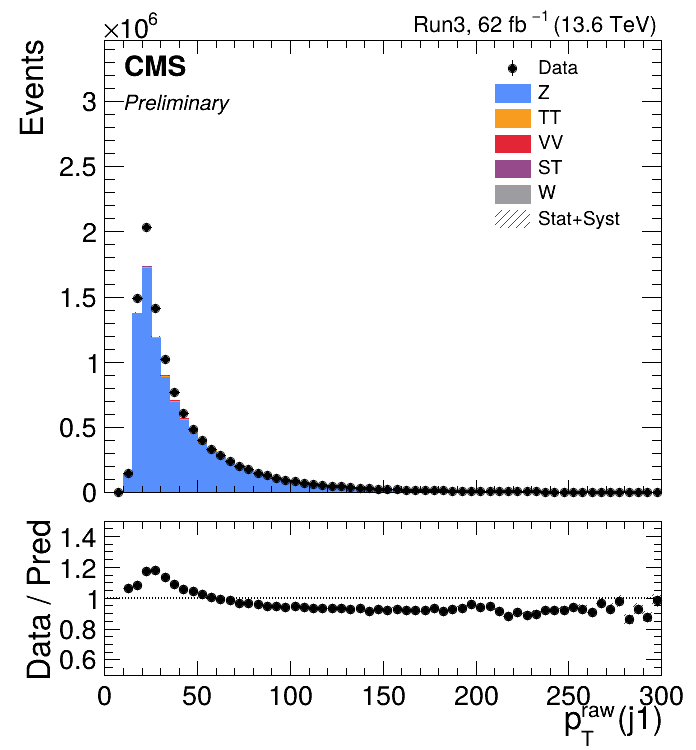 ×10⁶
Run3, 62 fb⁻¹ (13.6 TeV)
CMS
Preliminary
Events
Data
Z
TT
VV
ST
W
Stat+Syst
3
2.5
2
1.5
1
0.5
0
Data / Pred
1.4
1.2
1
0.8
0.6
0 50 100 150 200 250 300
p_T^raw(j1)